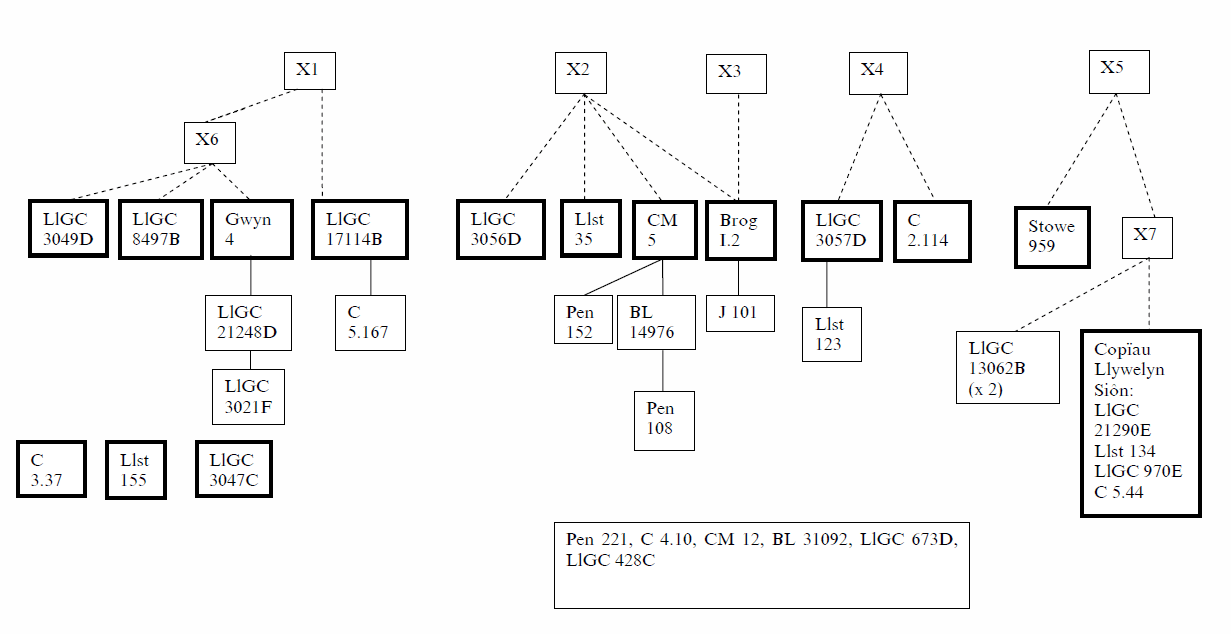 X1
X2
X3
X4
X5
X6
LlGC
3049D
LlGC
8497B
Gwyn
4
LlGC
17114B
LlGC
3056D
Llst
35
CM
5
Brog
I.2
LlGC
3057D
C
2.114
Stowe
959
X7
LlGC
21248D
C
5.167
Pen
152
BL
14976
J 101
Llst
123
LlGC
13062B
(x 2)
Copïau
Llywelyn
Siôn:
LlGC
21290E
Llst 134
LlGC 970E
C 5.44
LlGC
3021F
Pen
108
C
3.37
Llst
155
LlGC
3047C
Pen 221, C 4.10, CM 12, BL 31092, LlGC 673D,
LlGC 428C